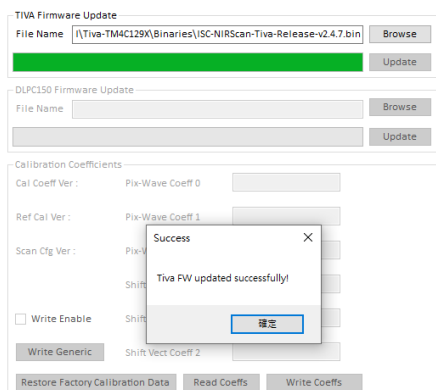 TIVA Firmware Update
File Name I\Tiva-TM4C129X\Binaries\ISC-NIRScan-Tiva-Release-v2.4.7.bin Browse
Update
DLPC150 Firmware Update
File Name Browse
Update
Calibration Coefficients
Cal Coeff Ver : Pix-Wave Coeff 0
Ref Cal Ver : Pix-Wave Coeff 1
Success
Scan Cfg Ver : Pix-W
Tiva FW updated successfully!
Shift
Write Enable Shift
確定
Write Generic Shift Vect Coeff 2
Restore Factory Calibration Data Read Coeffs Write Coeffs